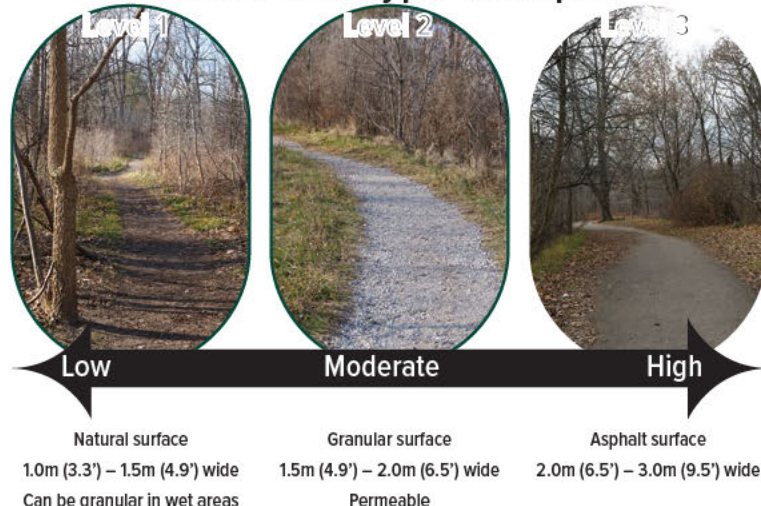 Level 1
Level 2
Level 3
Low
Moderate
High
Natural surface
Granular surface
Asphalt surface
1.0m (3.3’) – 1.5m (4.9’) wide
1.5m (4.9’) – 2.0m (6.5’) wide
2.0m (6.5’) – 3.0m (9.5’) wide
Can be granular in wet areas
Permeable